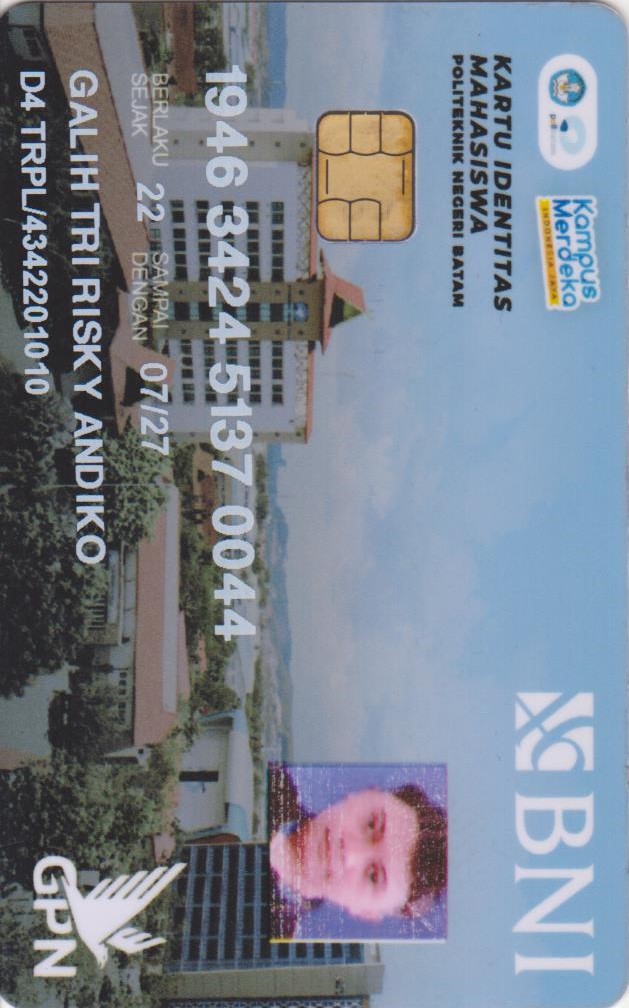 Kampus
Merdeka
INDONESIA JAYA
BNI
KARTU IDENTITAS
MAHASISWA
POLITEKNIK NEGERI BATAM
1946 3424 5137 0044
BERLAKU SEJAK 22 SAMPAI DENGAN 07/27
GALIH TRI RISKY ANDIKO
D4 TRPL/4342201010
GPN